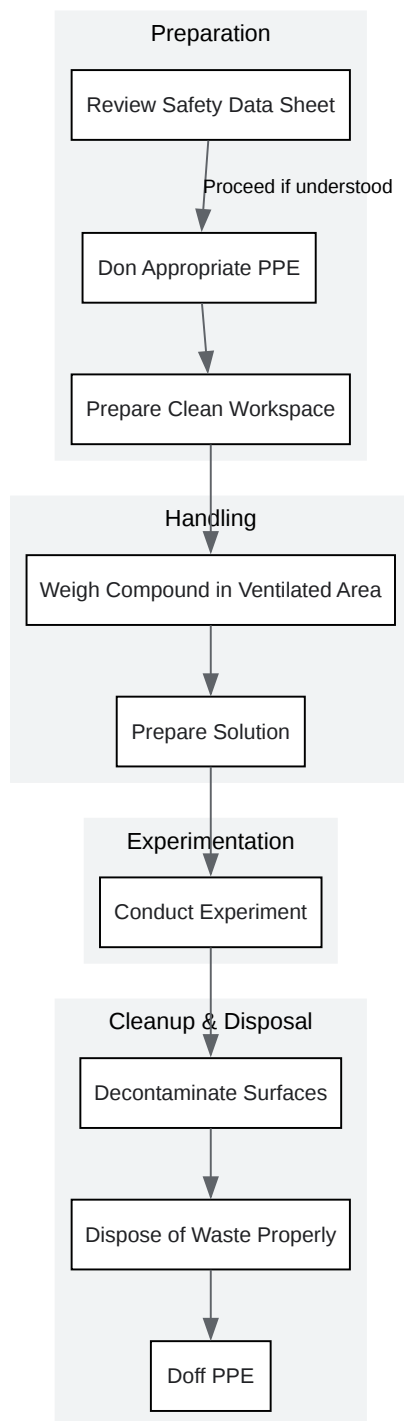 Preparation
Review Safety Data Sheet
Proceed if understood
Don Appropriate PPE
Prepare Clean Workspace
Handling
Weigh Compound in Ventilated Area
Prepare Solution
Experimentation
Conduct Experiment
Cleanup & Disposal
Decontaminate Surfaces
Dispose of Waste Properly
Doff PPE